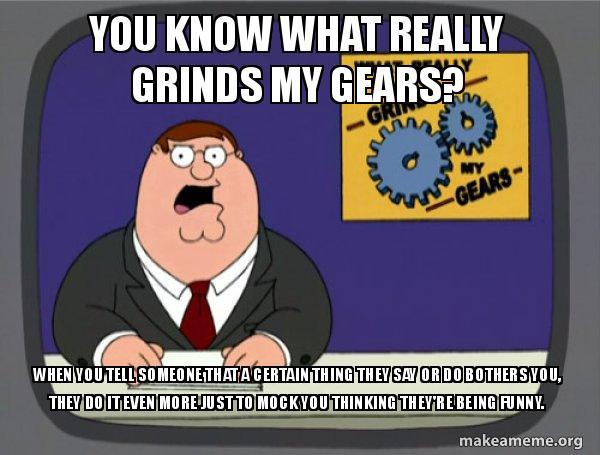 YOU KNOW WHAT REALLY
GRINDS MY GEARS?
WHAT REALLY
GRINDS
MY
GEARS
WHEN YOU TELL SOMEONE THAT A CERTAIN THING THEY SAY OR DO BOTHERS YOU,
THEY DO IT EVEN MORE JUST TO MOCK YOU THINKING THEY'RE BEING FUNNY.
makeameme.org